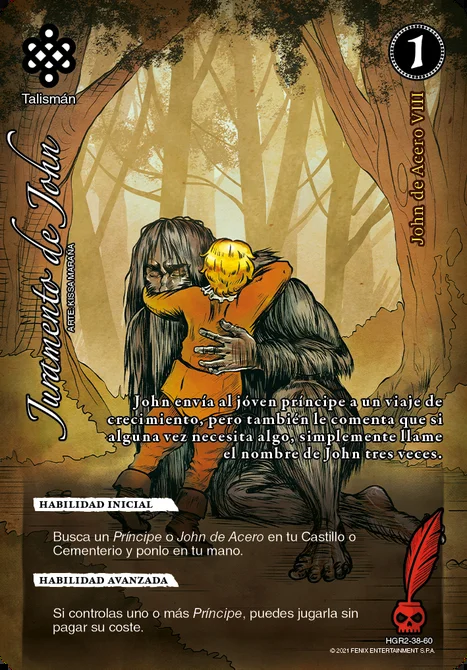 1
Talismán
John de Acero VIII
Juramento de John
ARTE: KISSA MARAÑA
John envía al jóven príncipe a un viaje de
crecimiento, pero también le comenta que si
alguna vez necesita algo, simplemente llame
el nombre de John tres veces.
HABILIDAD INICIAL
Busca un Príncipe o John de Acero en tu Castillo o
Cementerio y ponlo en tu mano.
HABILIDAD AVANZADA
Si controlas uno o más Príncipe, puedes jugarla sin
pagar su coste.
HGR2-38-60
© 2021 FENIX ENTERTAINMENT S.P.A.